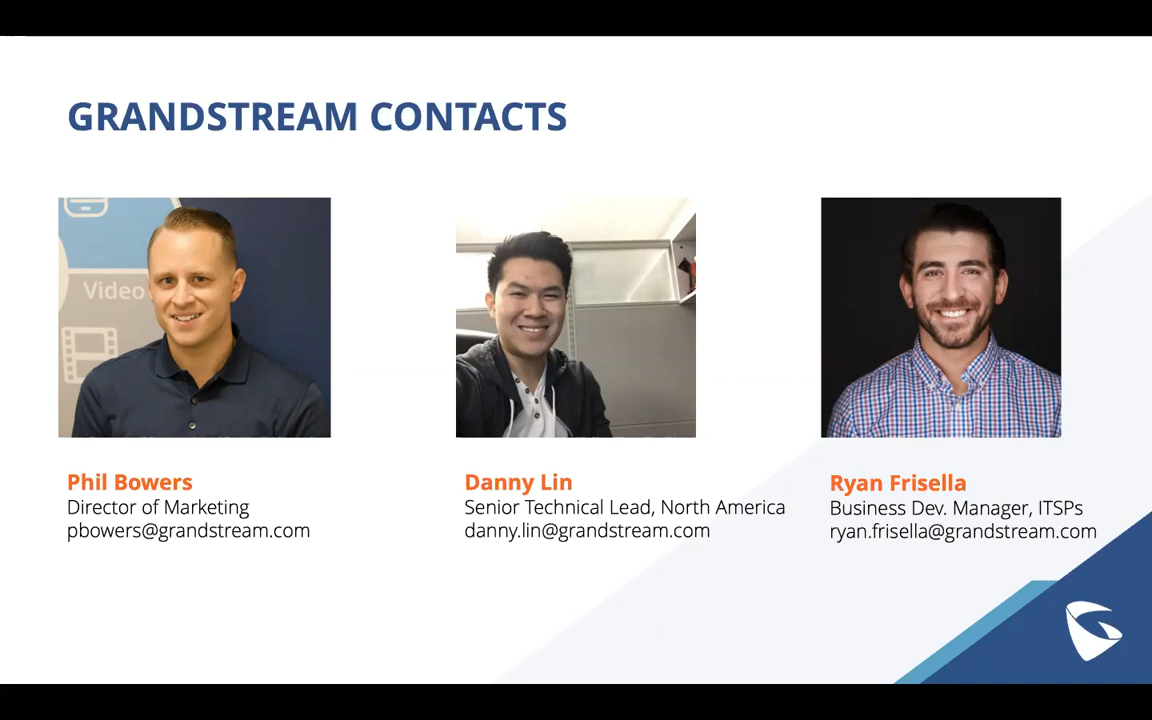 GRANDSTREAM CONTACTS
Video
Phil Bowers
Director of Marketing
pbowers@grandstream.com
Danny Lin
Senior Technical Lead, North America
danny.lin@grandstream.com
Ryan Frisella
Business Dev. Manager, ITSPs
ryan.frisella@grandstream.com